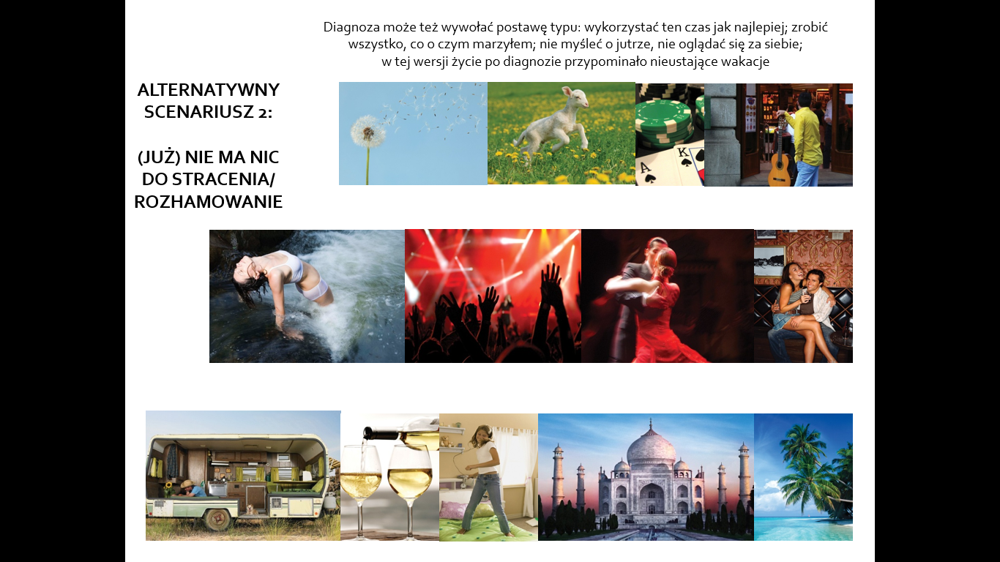 Diagnoza może też wywołać postawę typu: wykorzystać ten czas jak najlepiej; zrobić
wszystko, co o czym marzyłem; nie myśleć o jutrze, nie oglądać się za siebie;
w tej wersji życie po diagnozie przypominało nieustające wakacje
ALTERNATYWNY
SCENARIUSZ 2:
(JUŻ) NIE MA NIC
DO STRACENIA/
ROZHAMOWANIE
A
K